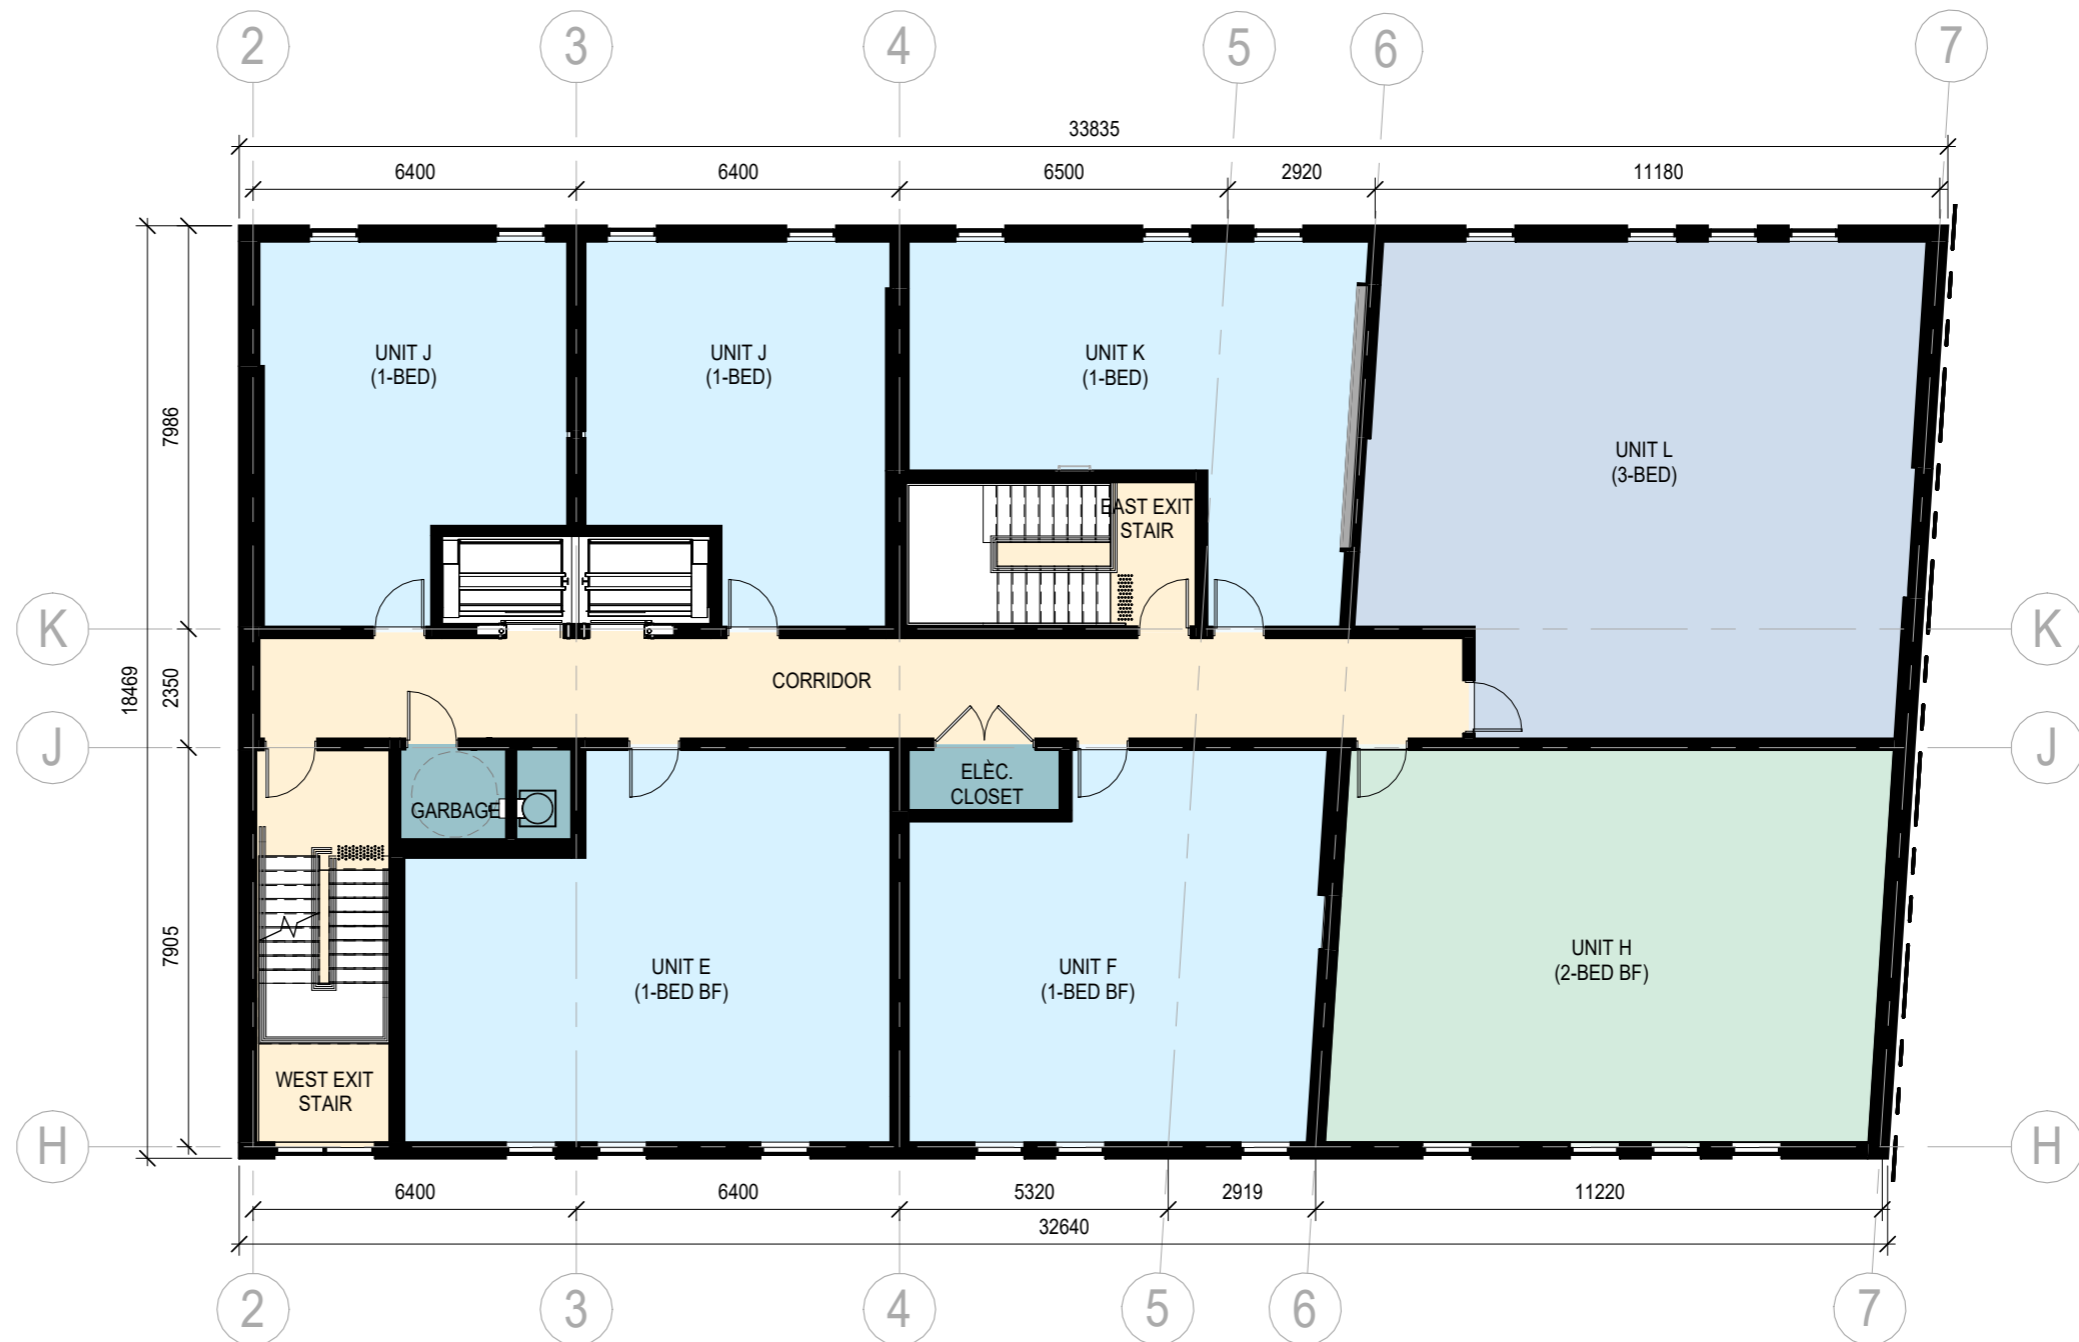 2 3 4 5 6 7
33835
6400 6400 6500 2920 11180
UNIT J
(1-BED)
UNIT J
(1-BED)
UNIT K
(1-BED)
UNIT L
(3-BED)
7986
EAST EXIT
STAIR
K K
18469
2350
CORRIDOR
J J
GARBAGE
ELÈC.
CLOSET
7905
UNIT E
(1-BED BF)
UNIT F
(1-BED BF)
UNIT H
(2-BED BF)
WEST EXIT
STAIR
H H
6400 6400 5320 2919 11220
32640
2 3 4 5 6 7